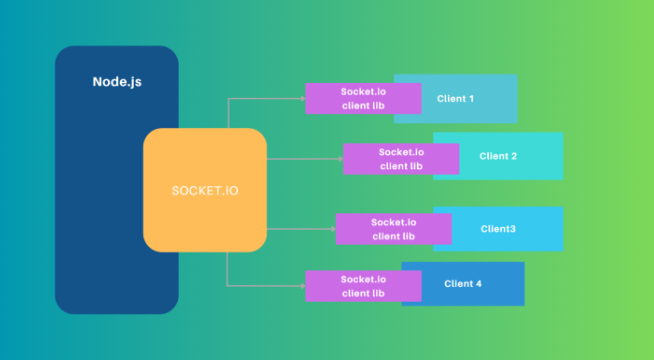 Node.js
SOCKET.IO
Socket.io
client lib
Client 1
Socket.io
client lib
Client 2
Socket.io
client lib
Client3
Socket.io
client lib
Client 4